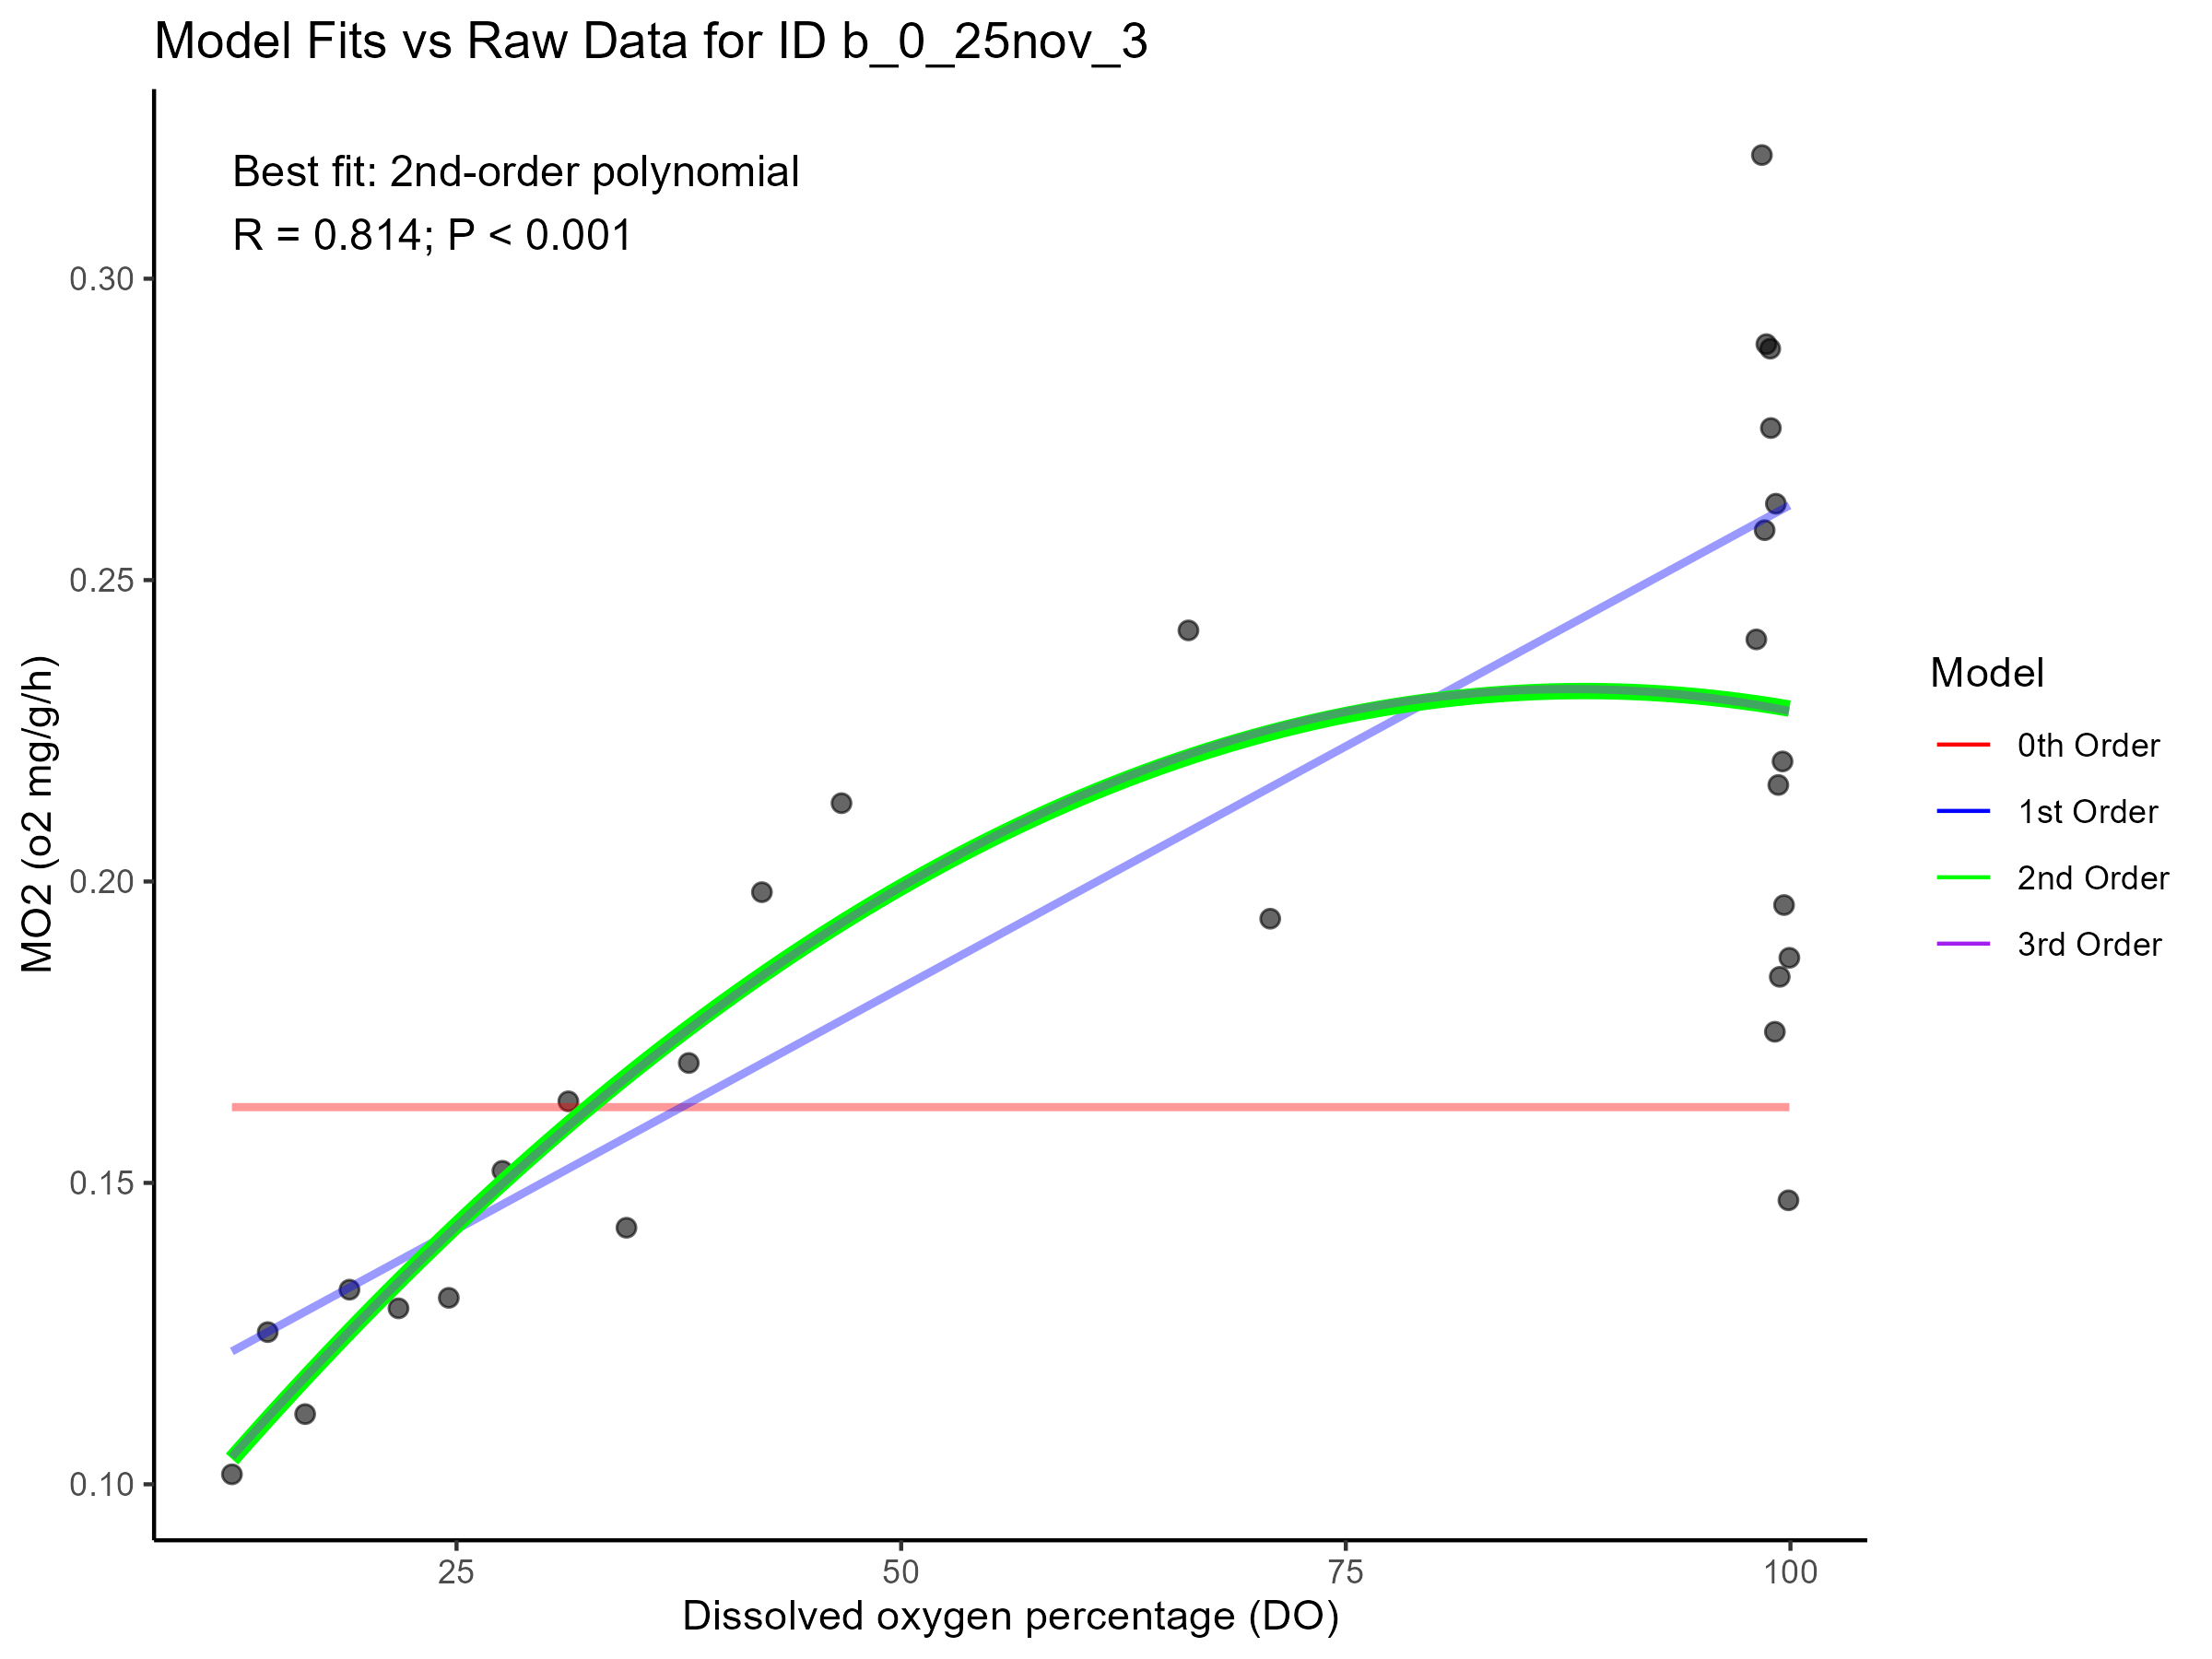 Model Fits vs Raw Data for ID b_0_25nov_3
Best fit: 2nd-order polynomial
R = 0.814; P < 0.001
0.30
0.25
0.20
0.15
0.10
MO2 (o2 mg/g/h)
25
50
75
100
Dissolved oxygen percentage (DO)
Model
0th Order
1st Order
2nd Order
3rd Order